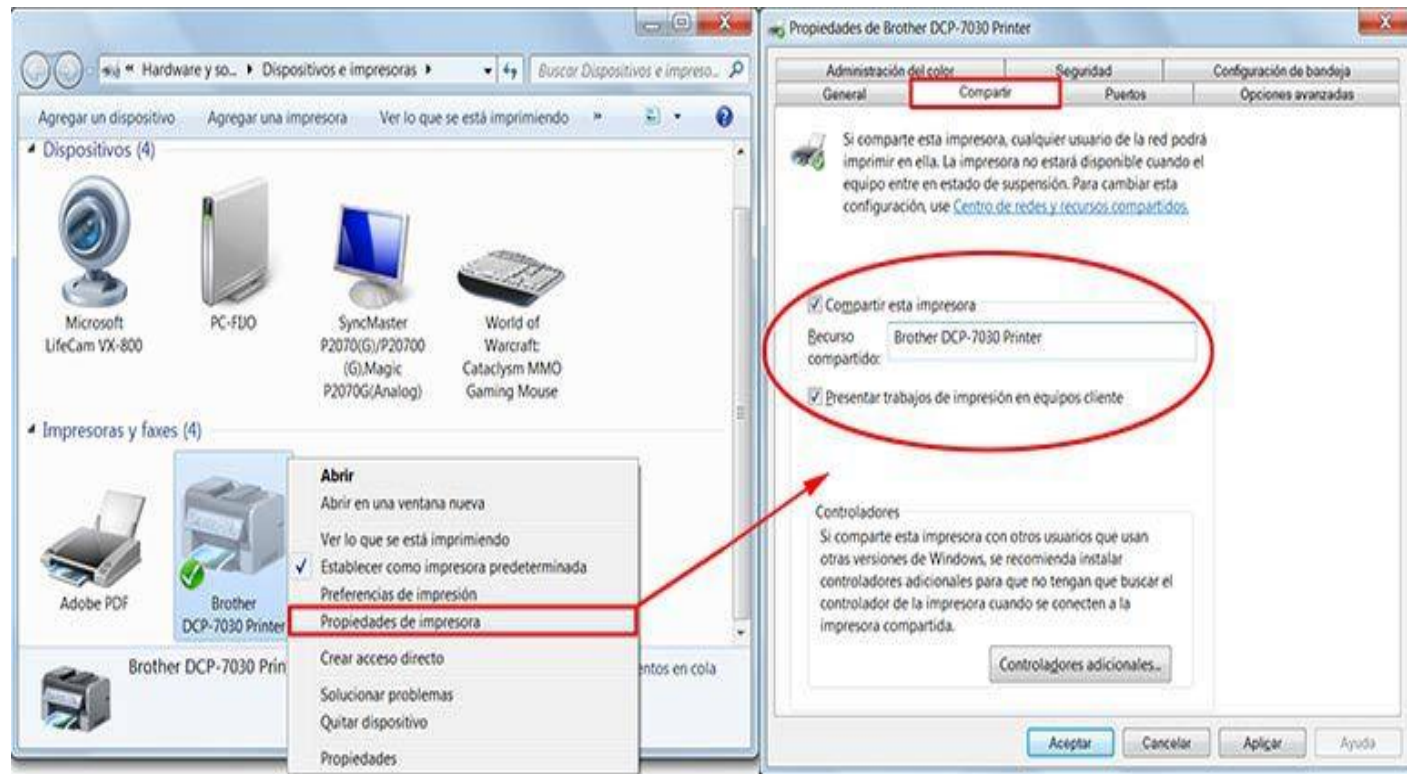 Hardware y so... Dispositivos e impresoras
Buscar Dispositivos e impreso...
Agregar un dispositivo Agregar una impresora Ver lo que se está imprimiendo »
Dispositivos (4)
Microsoft
LifeCam VX-800
PC-FIJO
SyncMaster
P2070(G)/P20700
(G),Magic
P2070G(Analog)
World of
Warcraft:
Cataclysm MMO
Gaming Mouse
Impresoras y faxes (4)
Adobe PDF
Brother
DCP-7030 Printer
Abrir
Abrir en una ventana nueva
Ver lo que se está imprimiendo
Establecer como impresora predeterminada
Preferencias de impresión
Propiedades de impresora
Crear acceso directo
Solucionar problemas
Quitar dispositivo
Propiedades
Brother DCP-7030 Prin
entos en cola
Propiedades de Brother DCP-7030 Printer
Administración del color Seguridad Configuración de bandeja
General Compartir Puertos Opciones avanzadas
Si comparte esta impresora, cualquier usuario de la red podrá
imprimir en ella. La impresora no estará disponible cuando el
equipo entre en estado de suspensión. Para cambiar esta
configuración, use Centro de redes y recursos compartidos.
Compartir esta impresora
Recurso
compartido:
Brother DCP-7030 Printer
Presentar trabajos de impresión en equipos cliente
Controladores
Si comparte esta impresora con otros usuarios que usan
otras versiones de Windows, se recomienda instalar
controladores adicionales para que no tengan que buscar el
controlador de la impresora cuando se conecten a la
impresora compartida.
Controladores adicionales...
Aceptar Cancelar Aplicar Ayuda